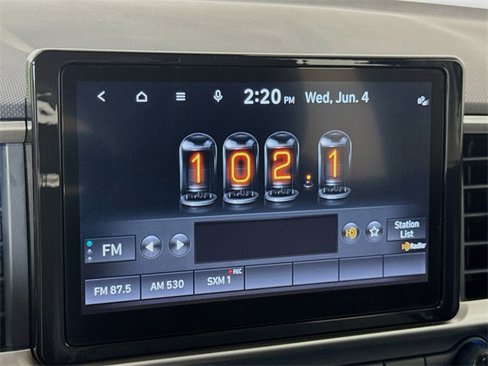 2:20 PM Wed, Jun. 4
102.1
FM
HD
Station
List
HD Radio
REC
FM 87.5 AM 530 SXM 1